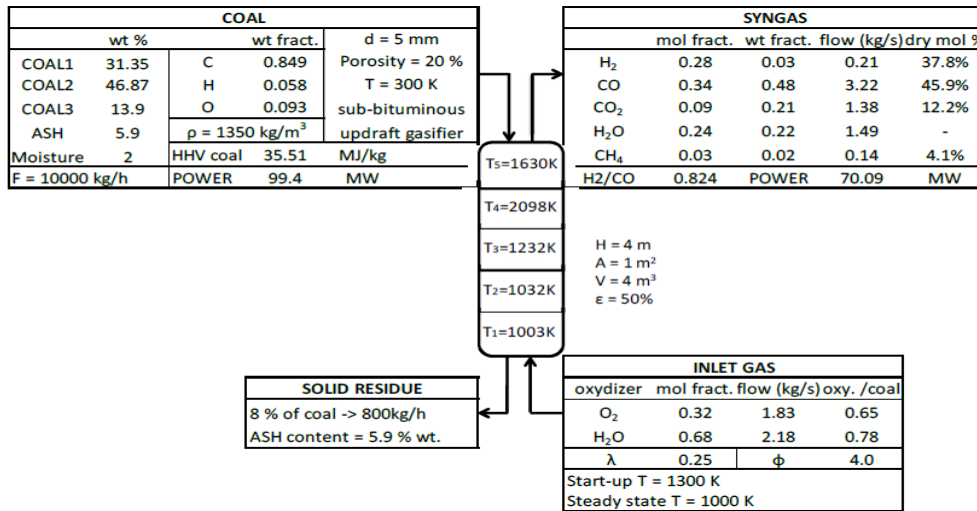 COAL
wt % wt fract. d = 5 mm
COAL1 31.35 C 0.849 Porosity = 20 %
COAL2 46.87 H 0.058 T = 300 K
COAL3 13.9 O 0.093 sub-bituminous
ASH 5.9 ρ = 1350 kg/m³ updraft gasifier
Moisture 2 HHV coal 35.51 MJ/kg
F = 10000 kg/h POWER 99.4 MW
SYNGAS
mol fract. wt fract. flow (kg/s) dry mol %
H₂ 0.28 0.03 0.21 37.8%
CO 0.34 0.48 3.22 45.9%
CO₂ 0.09 0.21 1.38 12.2%
H₂O 0.24 0.22 1.49 -
CH₄ 0.03 0.02 0.14 4.1%
H2/CO 0.824 POWER 70.09 MW
T₅=1630K
T₄=2098K
T₃=1232K
T₂=1032K
T₁=1003K
H = 4 m
A = 1 m²
V = 4 m³
ε = 50%
SOLID RESIDUE
8 % of coal -> 800kg/h
ASH content = 5.9 % wt.
INLET GAS
oxydizer mol fract. flow (kg/s) oxy. /coal
O₂ 0.32 1.83 0.65
H₂O 0.68 2.18 0.78
λ 0.25 ϕ 4.0
Start-up T = 1300 K
Steady state T = 1000 K